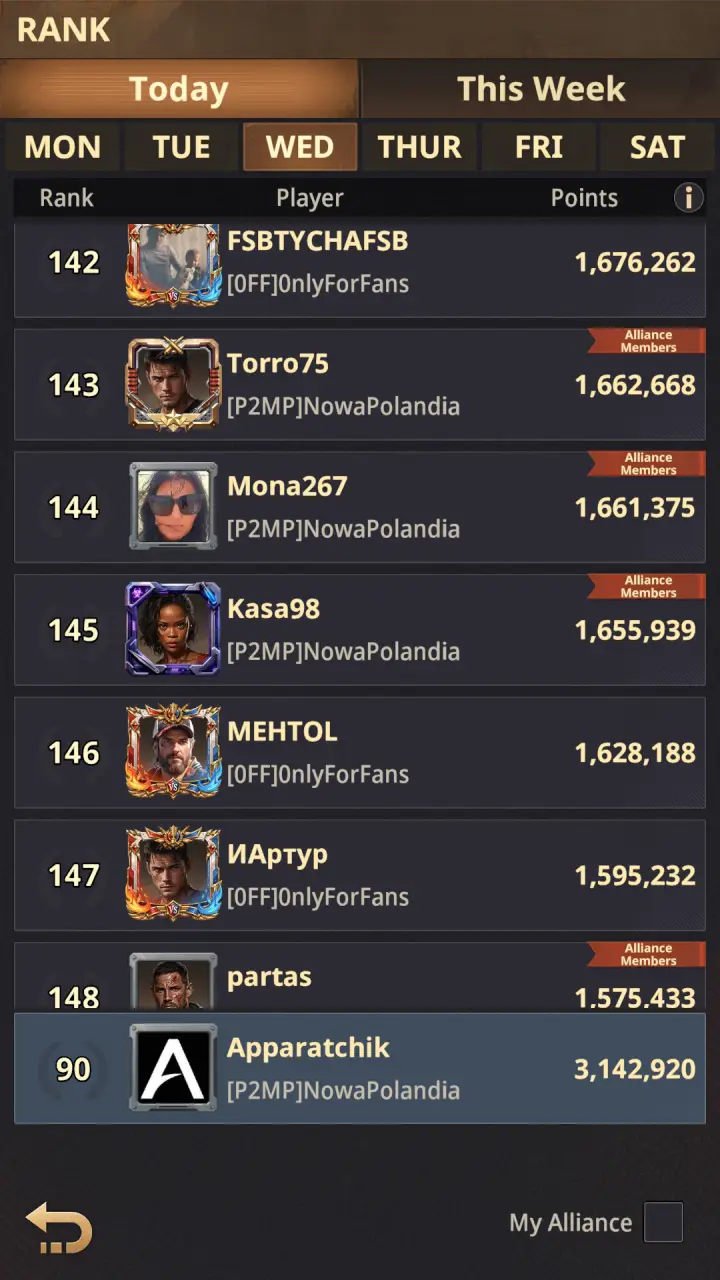 RANK
Today This Week
MON TUE WED THUR FRI SAT
Rank Player Points i
142 FSBTYCHAFSB 1,676,262
[0FF]0nlyForFans
Alliance Members
143 Torro75 1,662,668
[P2MP]NowaPolandia
Alliance Members
144 Mona267 1,661,375
[P2MP]NowaPolandia
Alliance Members
145 Kasa98 1,655,939
[P2MP]NowaPolandia
146 MEHTOL 1,628,188
[0FF]0nlyForFans
147 ИАртур 1,595,232
[0FF]0nlyForFans
Alliance Members
148 partas 1,575,433
90 Apparatchik 3,142,920
[P2MP]NowaPolandia
My Alliance